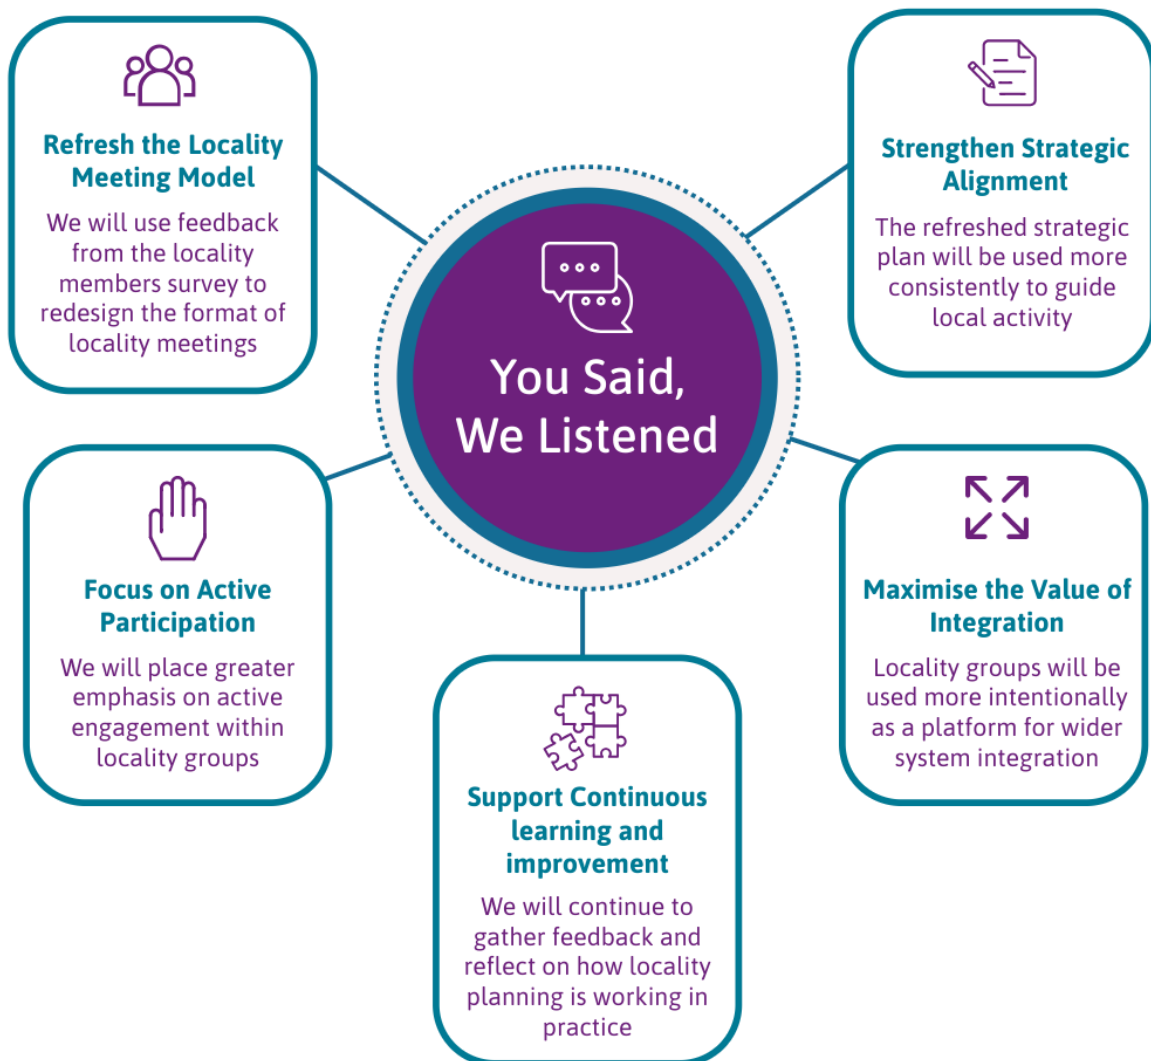 Refresh the Locality
Meeting Model
We will use feedback
from the locality
members survey to
redesign the format of
locality meetings
Strengthen Strategic
Alignment
The refreshed strategic
plan will be used more
consistently to guide
local activity
You Said,
We Listened
Focus on Active
Participation
We will place greater
emphasis on active
engagement within
locality groups
Maximise the Value of
Integration
Locality groups will be
used more intentionally
as a platform for wider
system integration
Support Continuous
learning and
improvement
We will continue to
gather feedback and
reflect on how locality
planning is working in
practice